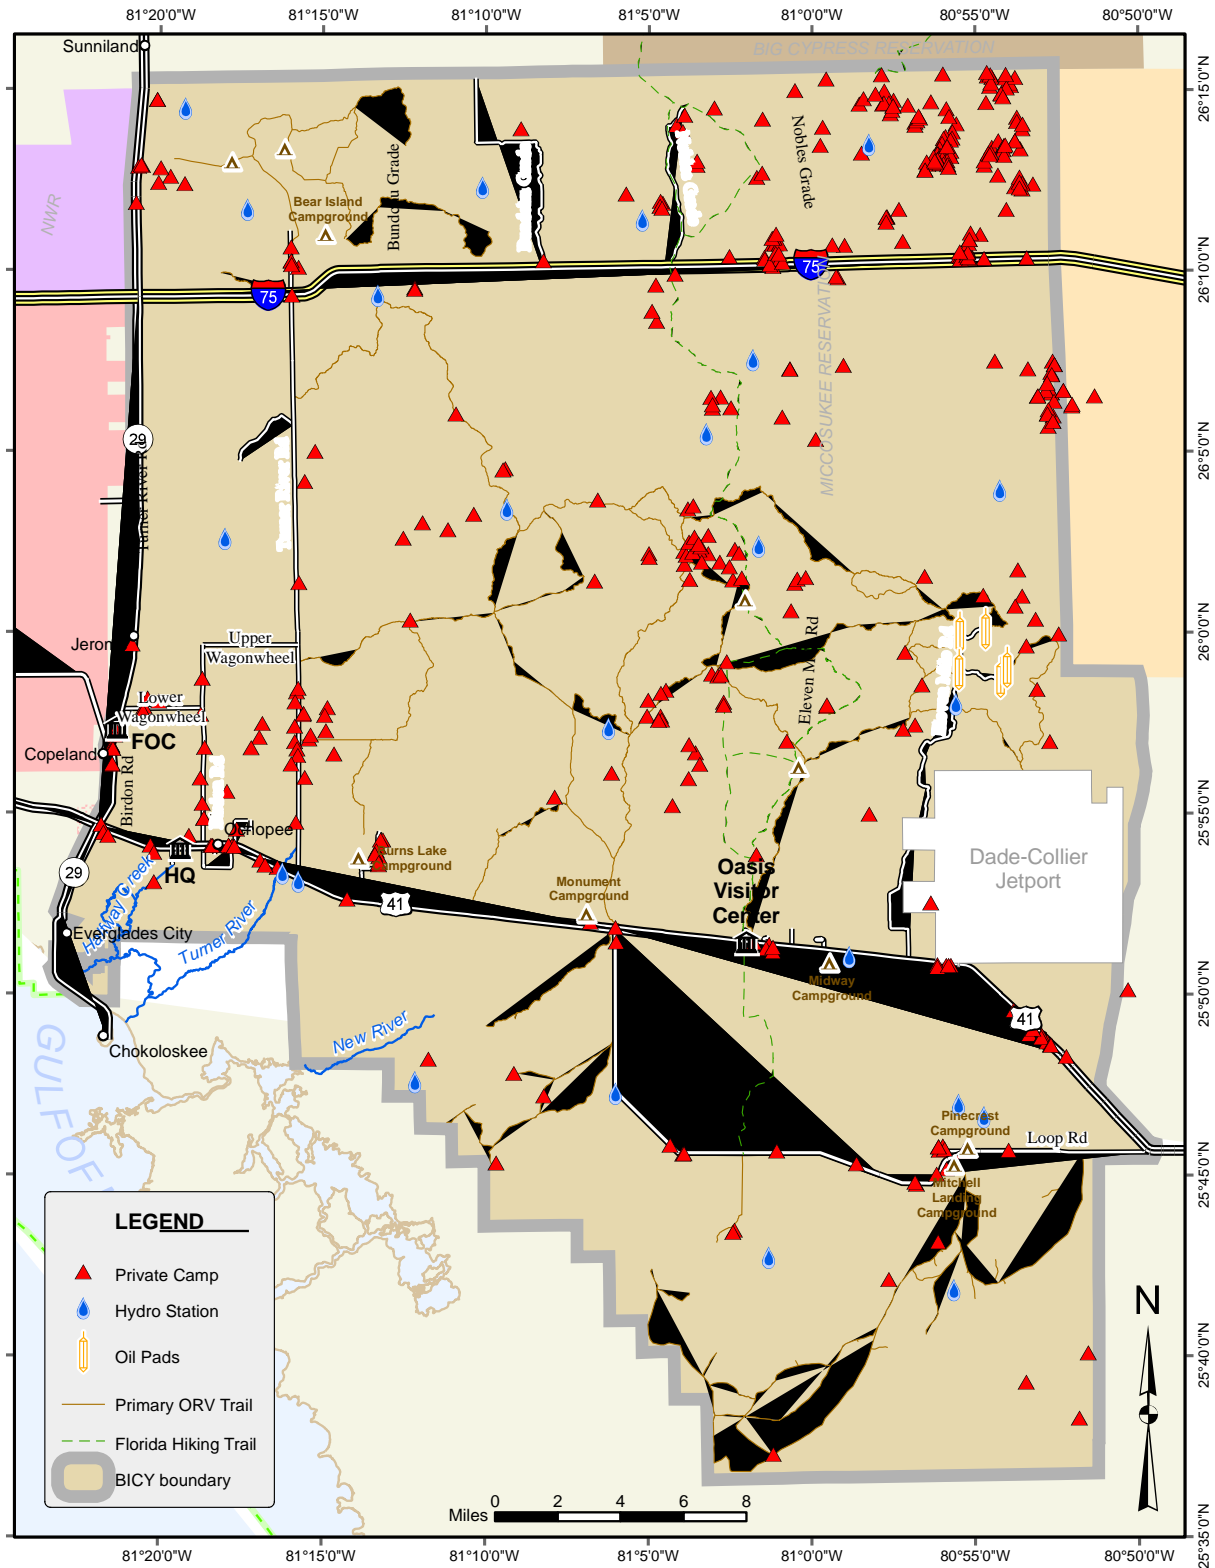 81°20'0"W 81°15'0"W 81°10'0"W 81°5'0"W 81°0'0"W 80°55'0"W 80°50'0"W
Sunniland
BIG CYPRESS RESERVATION
26°15'0"N
Nobles Grade
Bundschu Grade
NWR
Bear Island
Campground
26°10'0"N
75
75
MICCOSUKEE RESERVATION
26°5'0"N
29
Turner River Rd
26°0'0"N
Jerome
Upper
Wagonwheel
Lower
Wagonwheel
Eleven Mile Rd
FOC
Copeland
Birdon Rd
25°55'0"N
Ochopee
HQ
29
Burns Lake
Campground
Dade-Collier
Jetport
Oasis
Visitor
Center
Monument
Campground
41
Halfway Creek
Turner River
Everglades City
Midway
Campground
25°50'0"N
41
New River
Chokoloskee
GULF OF
Pinecrest
Campground
Loop Rd
25°45'0"N
Mitchell
Landing
Campground
LEGEND
Private Camp
Hydro Station
Oil Pads
Primary ORV Trail
Florida Hiking Trail
BICY boundary
N
25°40'0"N
Miles
0 2 4 6 8
25°35'0"N
81°20'0"W 81°15'0"W 81°10'0"W 81°5'0"W 81°0'0"W 80°55'0"W 80°50'0"W